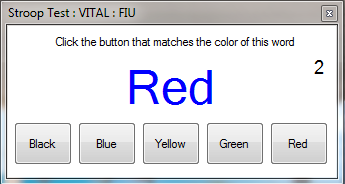 Stroop Test : VITAL : FIU
Click the button that matches the color of this word
2
Red
Black Blue Yellow Green Red